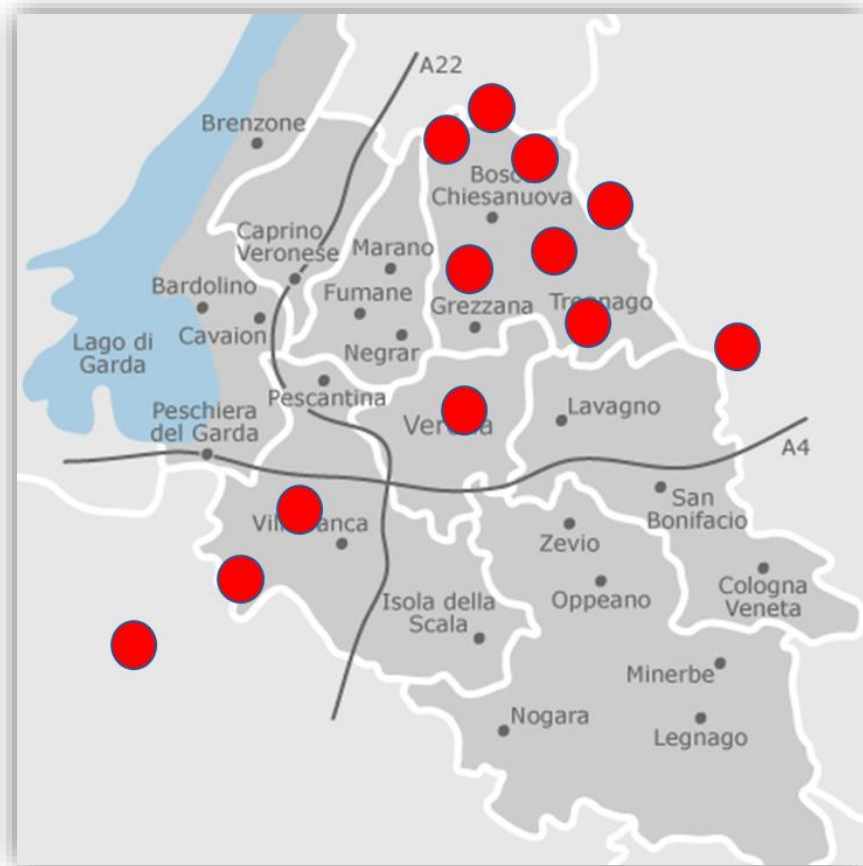 A22
Brenzone
Chiesanuova
Caprino
Veronese
Marano
Bardolino
Fumane
Grezzana
Cavaion
Lago di
Garda
Negrar
Pescantina
Peschiera
del Garda
Lavagno
A4
San
Bonifacio
Zevio
Cologna
Veneta
Isola della
Scala
Oppeano
Minerbe
Nogara
Legnago